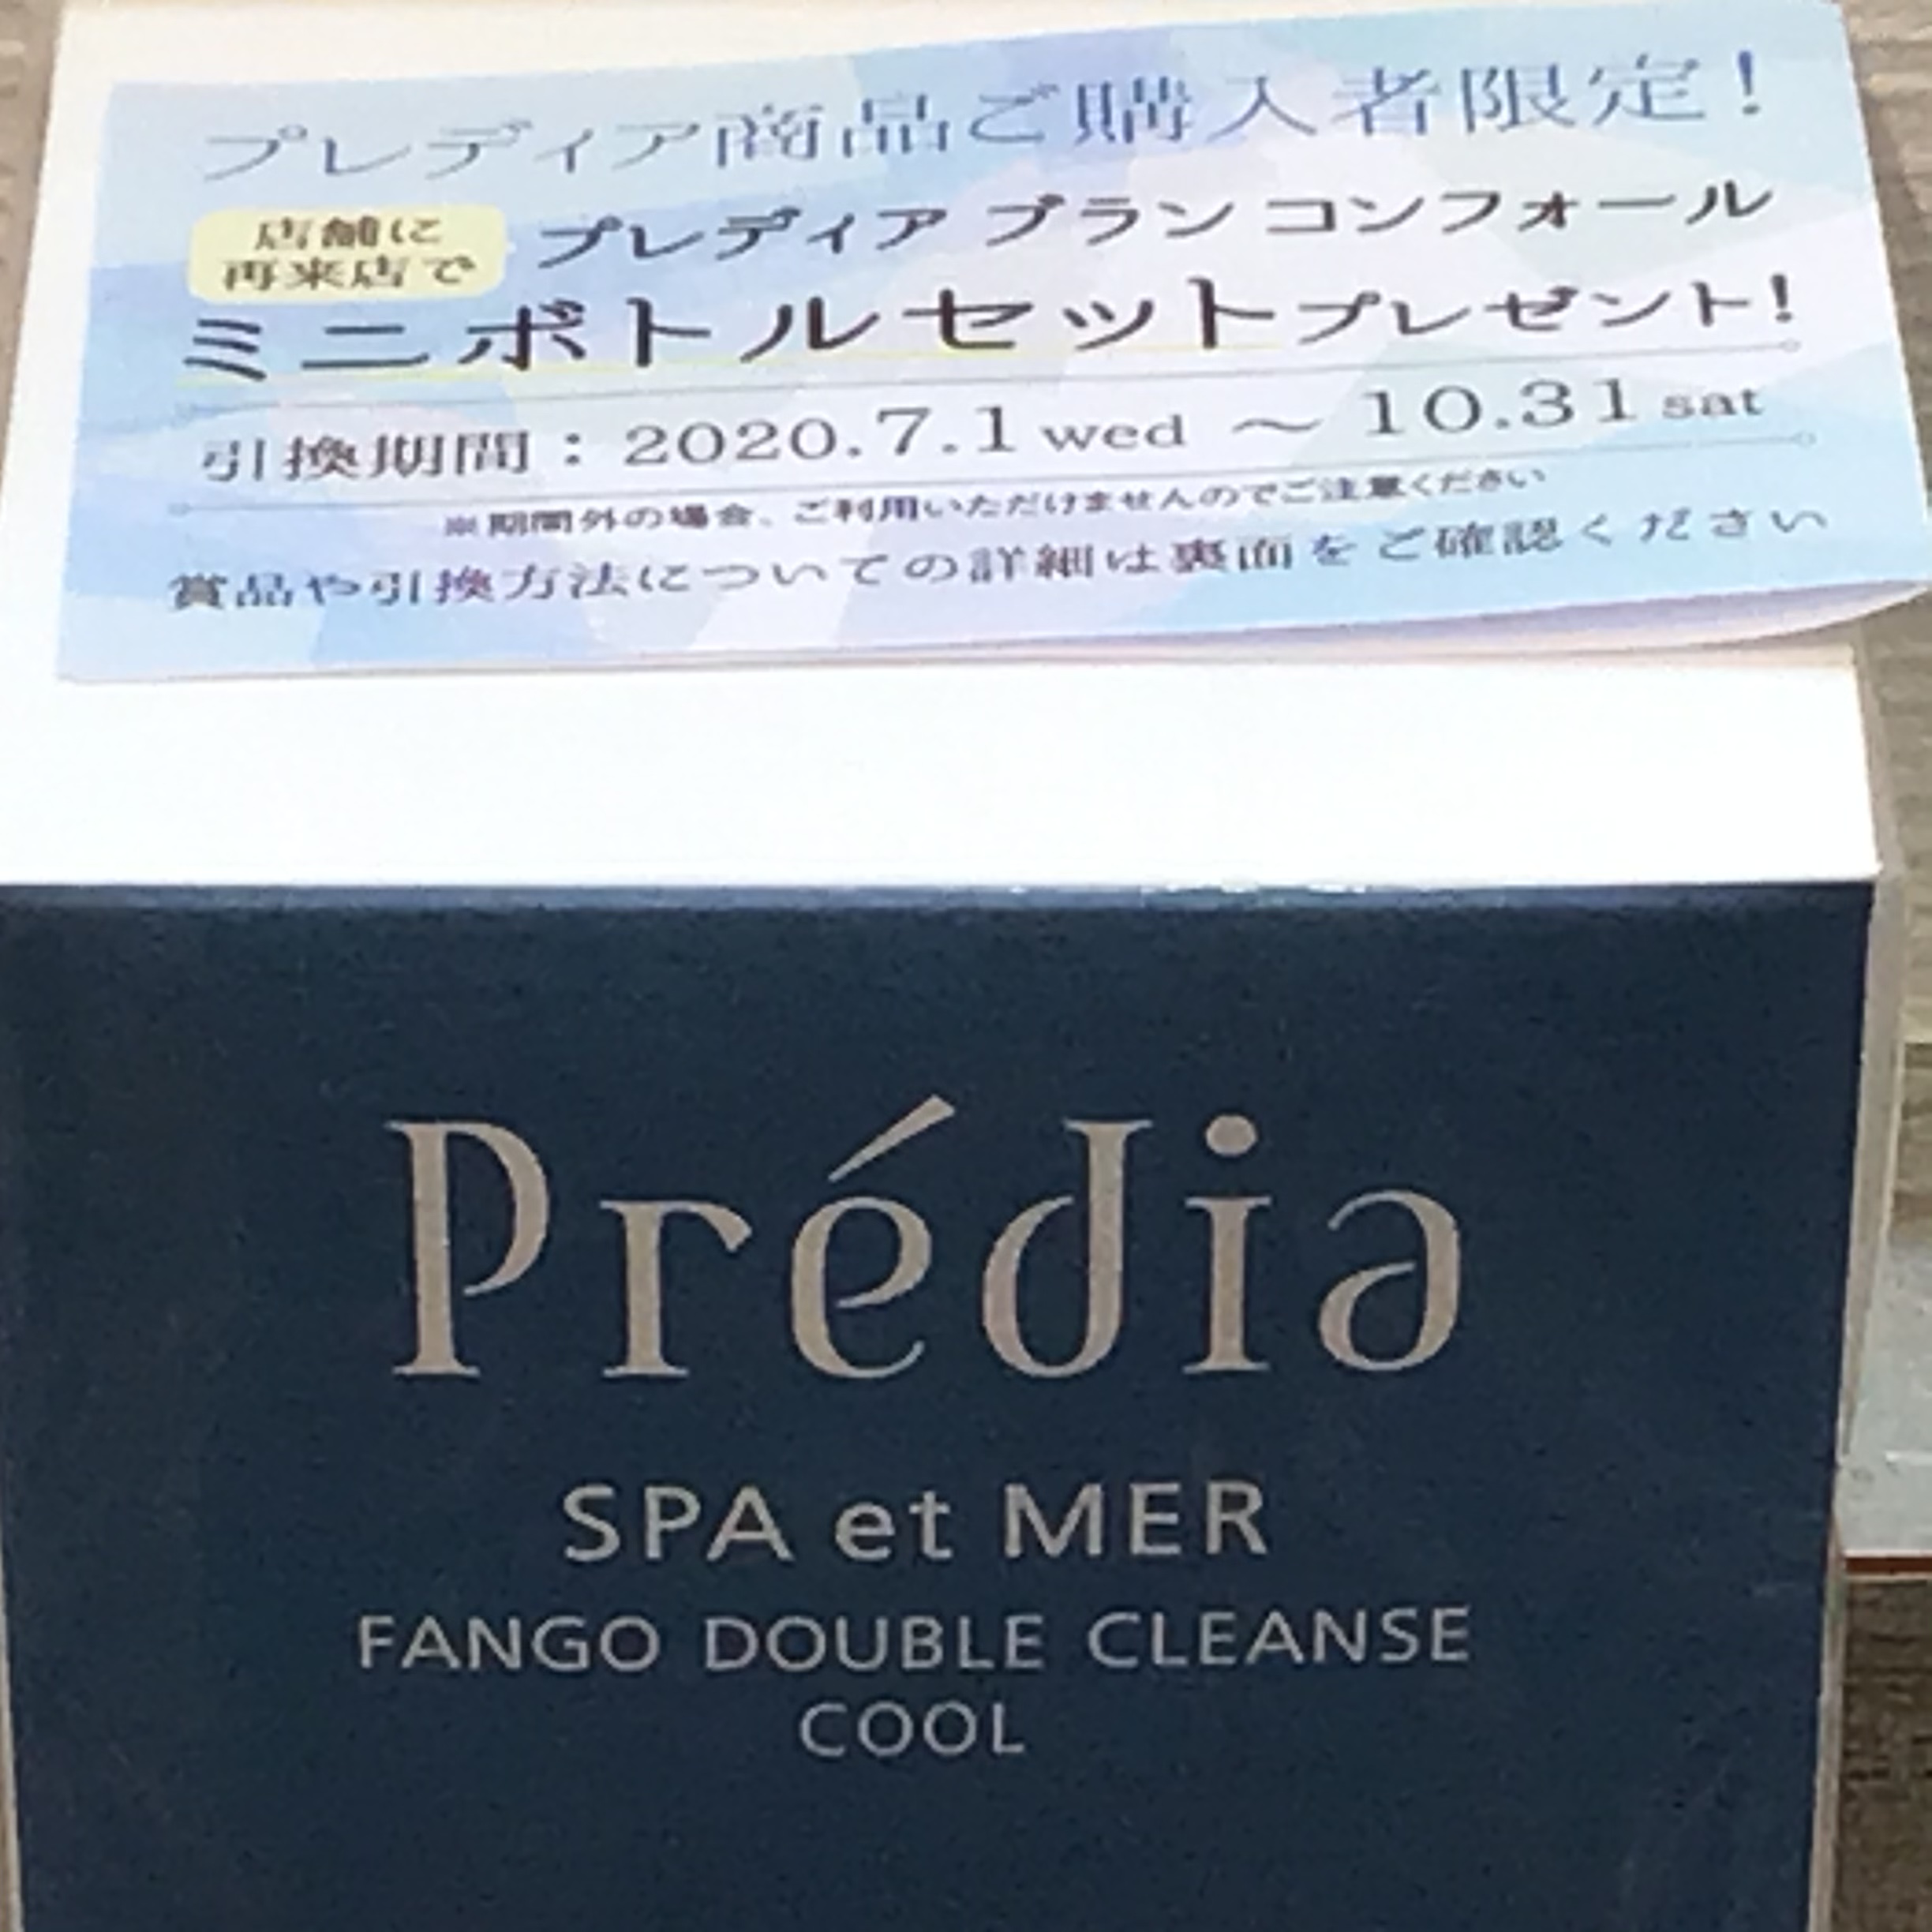 プレディア商品ご購入者限定!
店舗に
再来店で
プレディア ブラン コンフォール
ミニボトルセットプレゼント!
引換期間：2020.7.1 wed ～ 10.31 sat
※期間外の場合、ご利用いただけませんのでご注意ください
賞品や引換方法についての詳細は裏面をご確認ください
Prédia
SPA et MER
FANGO DOUBLE CLEANSE
COOL